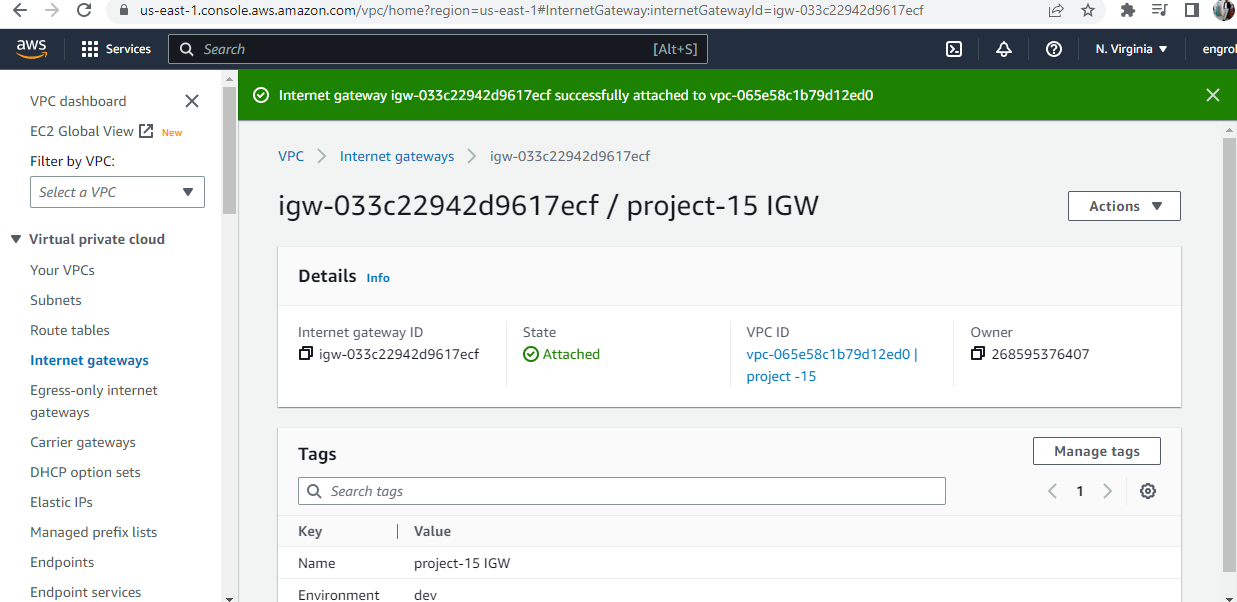 us-east-1.console.aws.amazon.com/vpc/home?region=us-east-1#InternetGateway:internetGatewayId=igw-033c22942d9617ecf
aws
Services
Search
[Alt+S]
N. Virginia
engrol
VPC dashboard
EC2 Global View
New
Filter by VPC:
Select a VPC
Virtual private cloud
Your VPCs
Subnets
Route tables
Internet gateways
Egress-only internet
gateways
Carrier gateways
DHCP option sets
Elastic IPs
Managed prefix lists
Endpoints
Endpoint services
Internet gateway igw-033c22942d9617ecf successfully attached to vpc-065e58c1b79d12ed0
VPC
Internet gateways
igw-033c22942d9617ecf
igw-033c22942d9617ecf / project-15 IGW
Actions
Details
Info
Internet gateway ID
igw-033c22942d9617ecf
State
Attached
VPC ID
vpc-065e58c1b79d12ed0 |
project -15
Owner
268595376407
Tags
Manage tags
Search tags
1
Key
Value
Name
project-15 IGW
Environment
dev